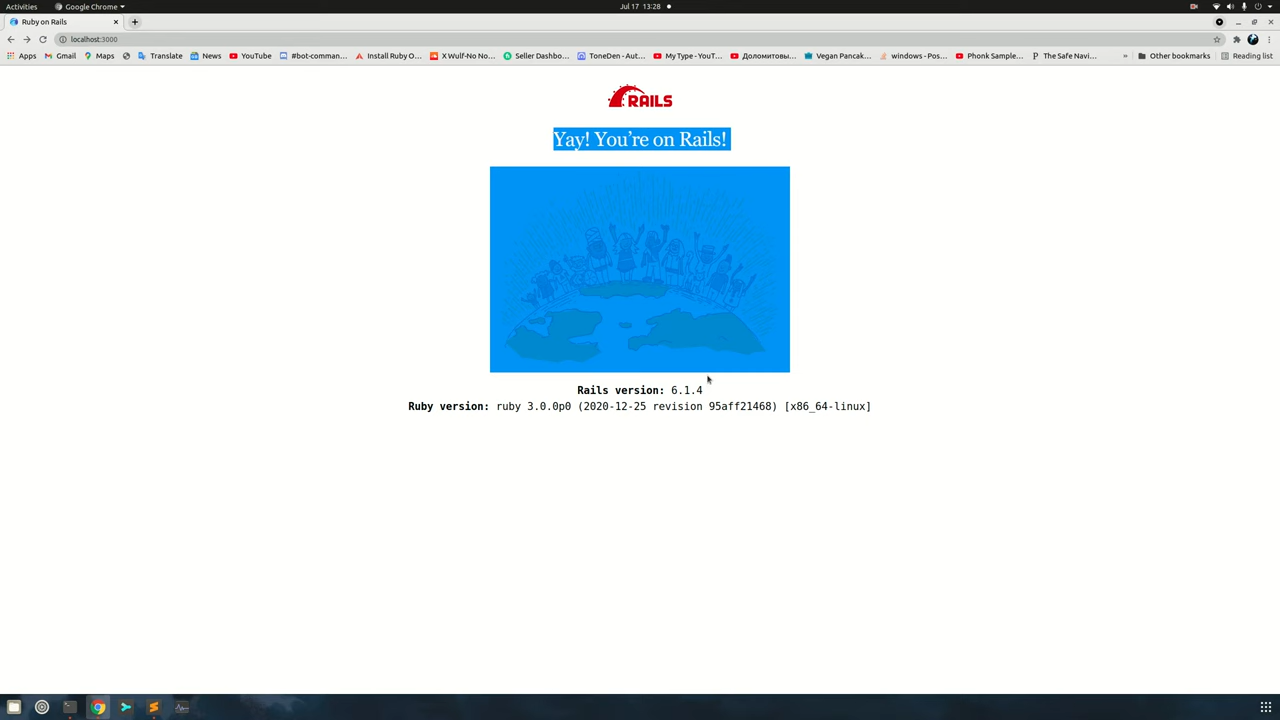 Activities
Google Chrome
Jul 17 13:28
Ruby on Rails
localhost:3000
Apps
Gmail
Maps
Translate
News
YouTube
#bot-comman...
Install Ruby O...
X Wulf-No No...
Seller Dashbo...
ToneDen - Aut...
My Type - YouT...
Доломитовы...
Vegan Pancak...
windows - Pos...
Phonk Sample...
The Safe Navi...
»
Other bookmarks
Reading list
RAILS
Yay! You’re on Rails!
Rails version: 6.1.4
Ruby version: ruby 3.0.0p0 (2020-12-25 revision 95aff21468) [x86_64-linux]